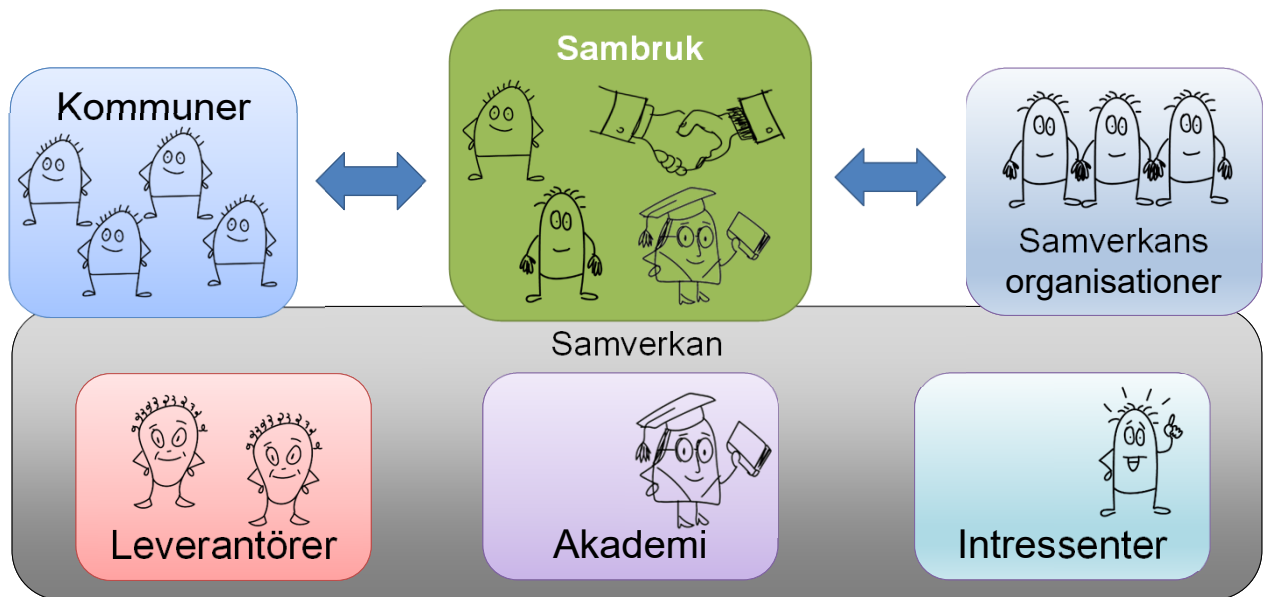 Sambruk
Kommuner
Samverkans
organisationer
Samverkan
Leverantörer
Akademi
Intressenter